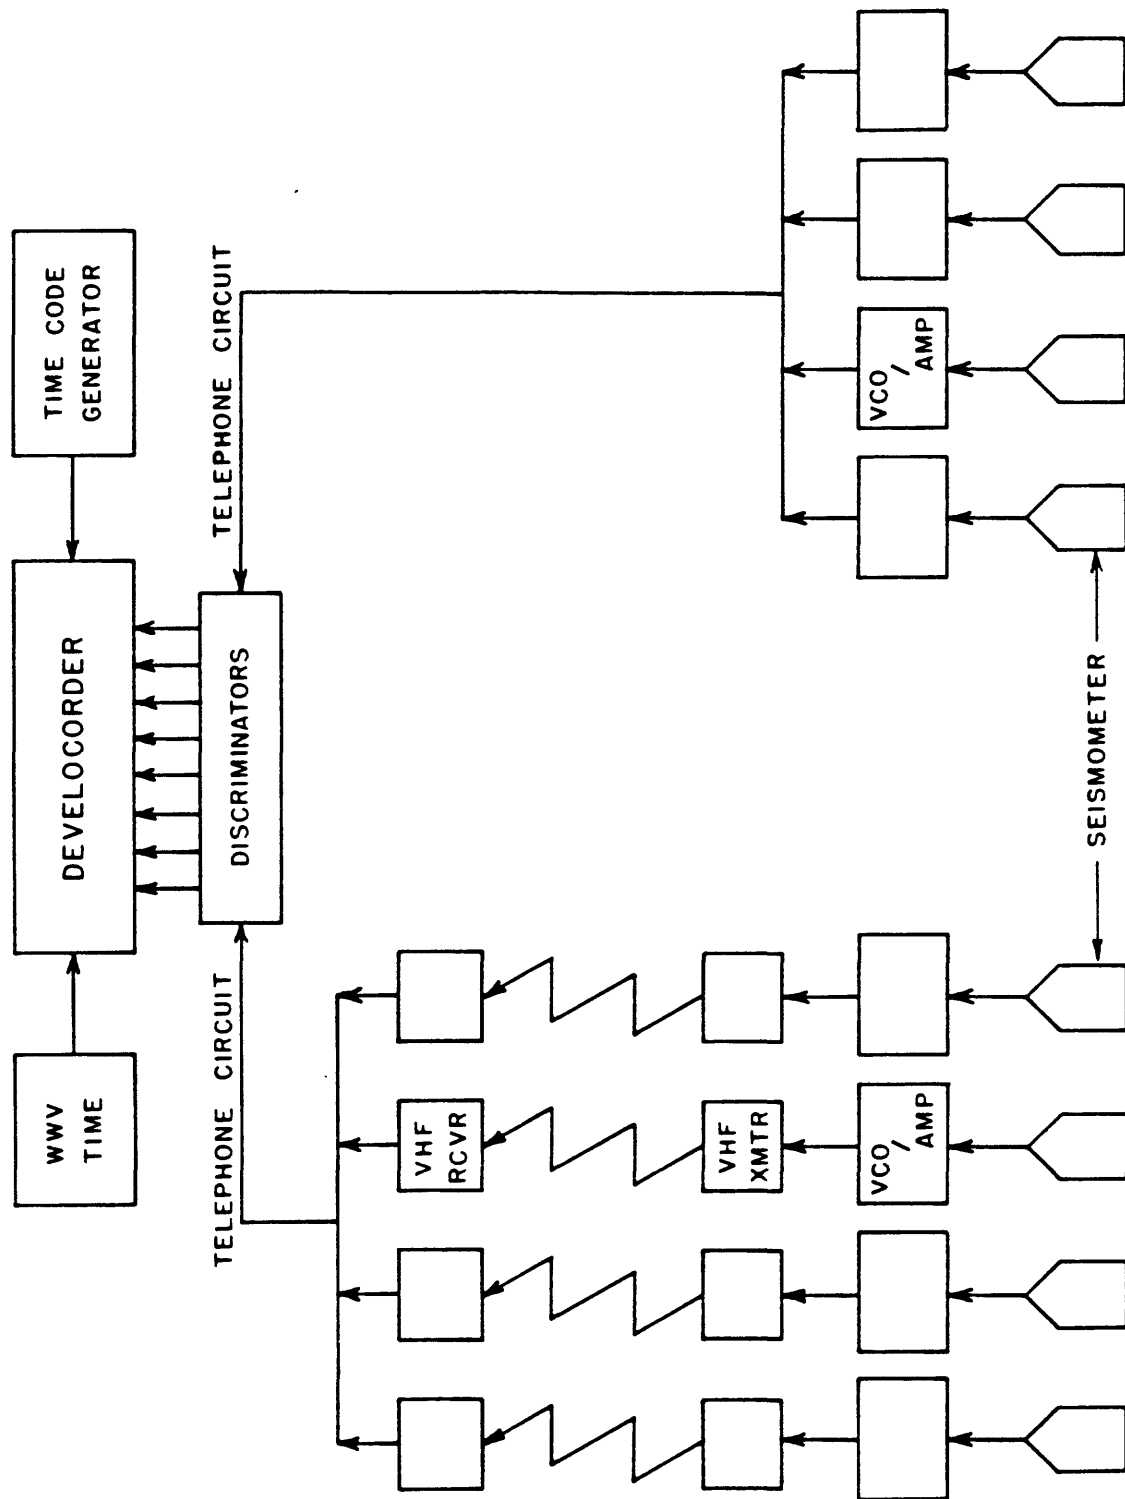 WWV
TIME
DEVELOCORDER
TIME CODE
GENERATOR
DISCRIMINATORS
TELEPHONE CIRCUIT
TELEPHONE CIRCUIT
VHF
RCVR
VHF
XMTR
VCO/
AMP
VCO/
AMP
SEISMOMETER